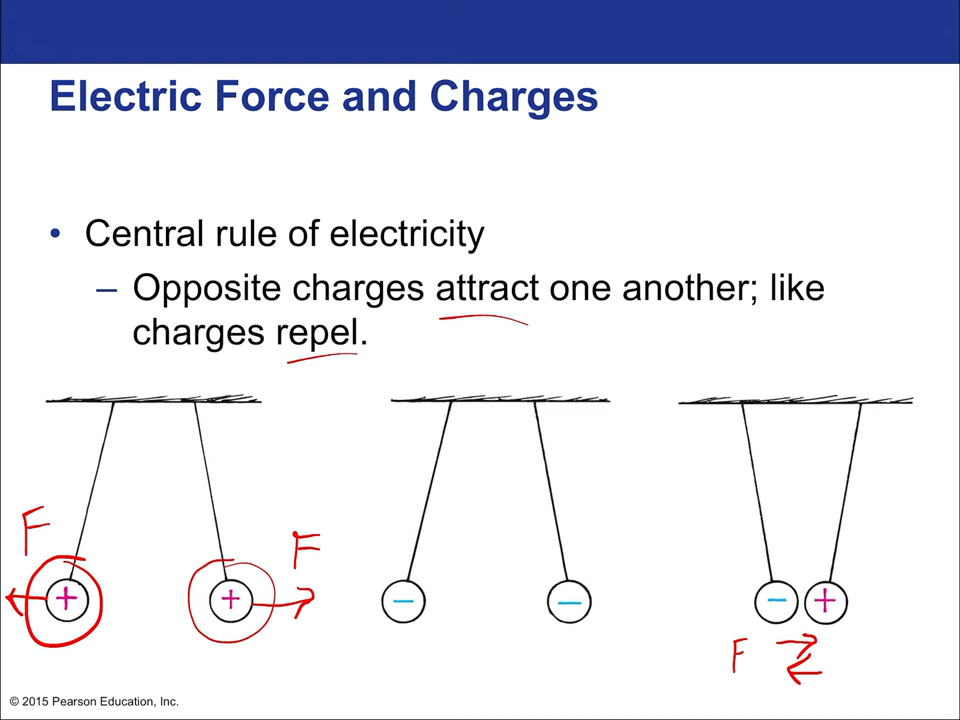 Electric Force and Charges
• Central rule of electricity
– Opposite charges attract one another; like
charges repel.
F
F
+ + − − − +
F
© 2015 Pearson Education, Inc.